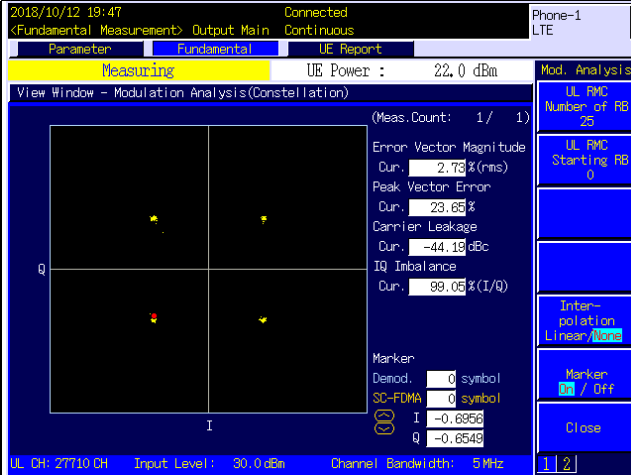 2018/10/12 19:47 Connected Phone-1
<Fundamental Measurement> Output Main Continuous LTE
Parameter Fundamental UE Report
Measuring UE Power : 22.0 dBm Mod. Analysis
View Window - Modulation Analysis(Constellation)
UL RMC
Number of RB
25
(Meas.Count: 1/ 1)
Error Vector Magnitude
Cur. 2.73 %(rms)
Peak Vector Error
Cur. 23.65 %
Carrier Leakage
Cur. -44.19 dBc
IQ Imbalance
Cur. 99.05 %(I/Q)
UL RMC
Starting RB
0
Q
Inter-
polation
Linear/None
Marker
Demod. 0 symbol
SC-FDMA 0 symbol
I -0.6956
Q -0.6549
Marker
On / Off
I
Close
UL CH: 27710 CH Input Level: 30.0 dBm Channel Bandwidth: 5 MHz
1 2